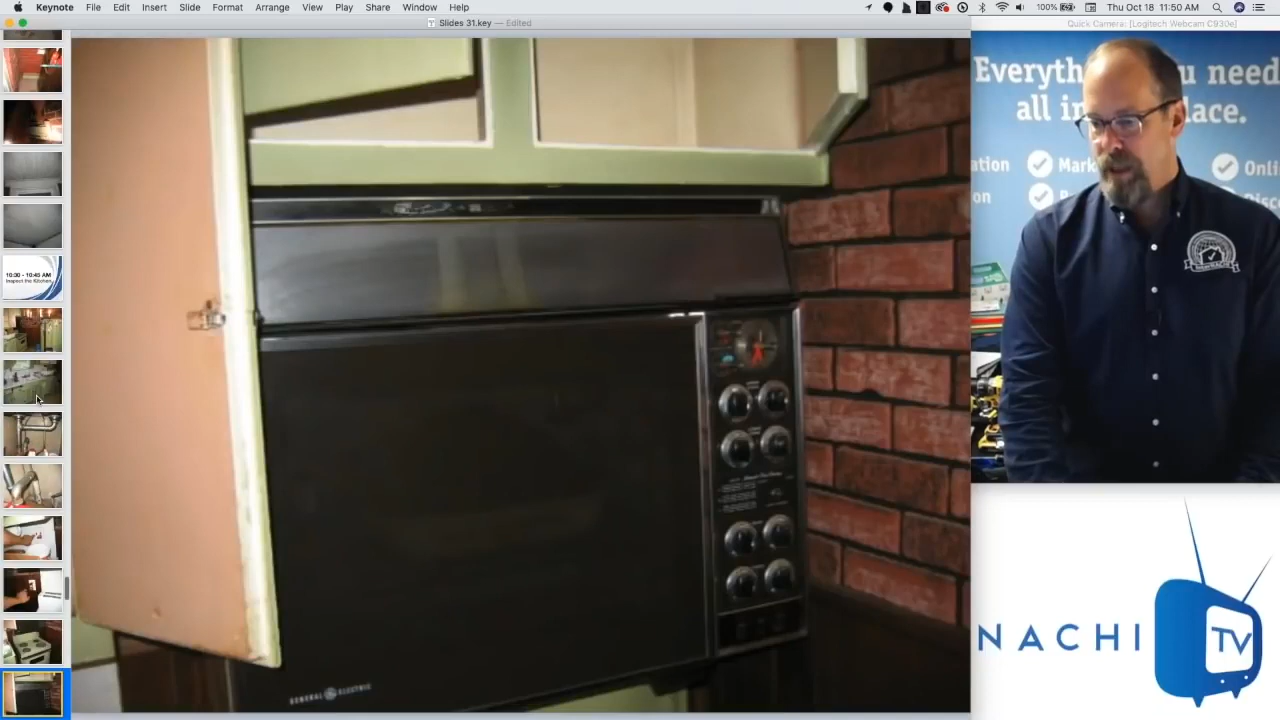 Keynote File Edit Insert Slide Format Arrange View Play Share Window Help 100% Thu Oct 18 11:50 AM
Slides 31.key — Edited
Quick Camera: [Logitech Webcam C930e]
Everyth u need
all in lace.
ation Mark Onli
on Disc
10:30 - 10:45 AM
Inspect the Kitchen
GENERAL ELECTRIC
NACHI TV